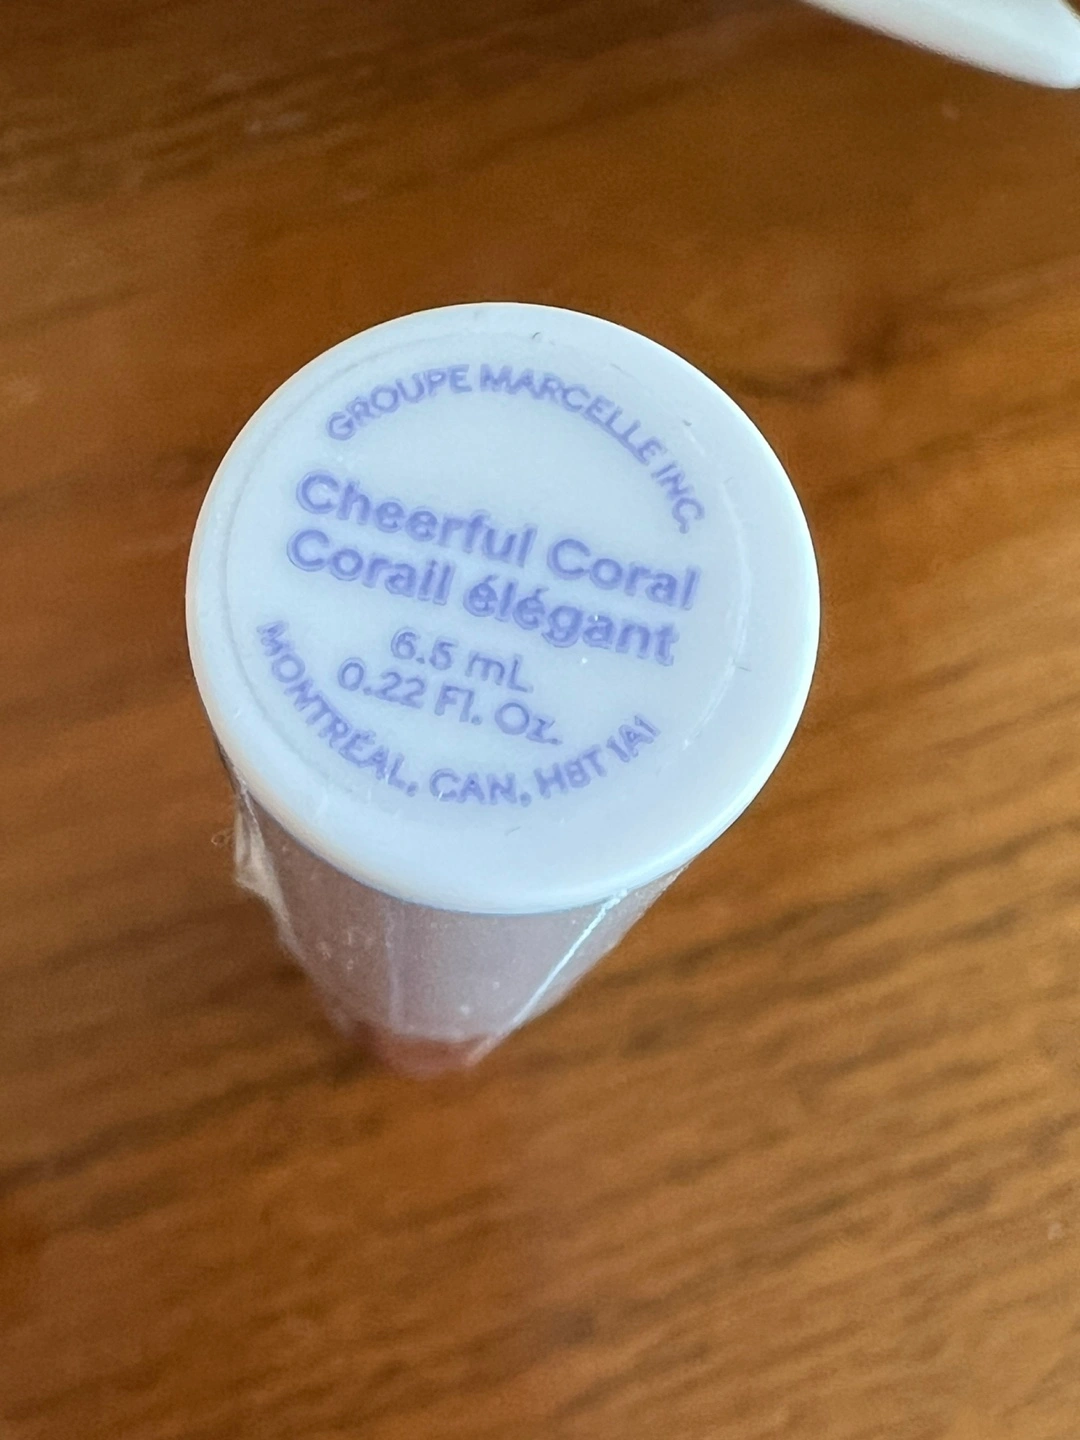 GROUPE MARCELLE INC.
Cheerful Coral
Corail élégant
6.5 mL
0.22 Fl. Oz.
MONTRÉAL, CAN, H8T 1A1